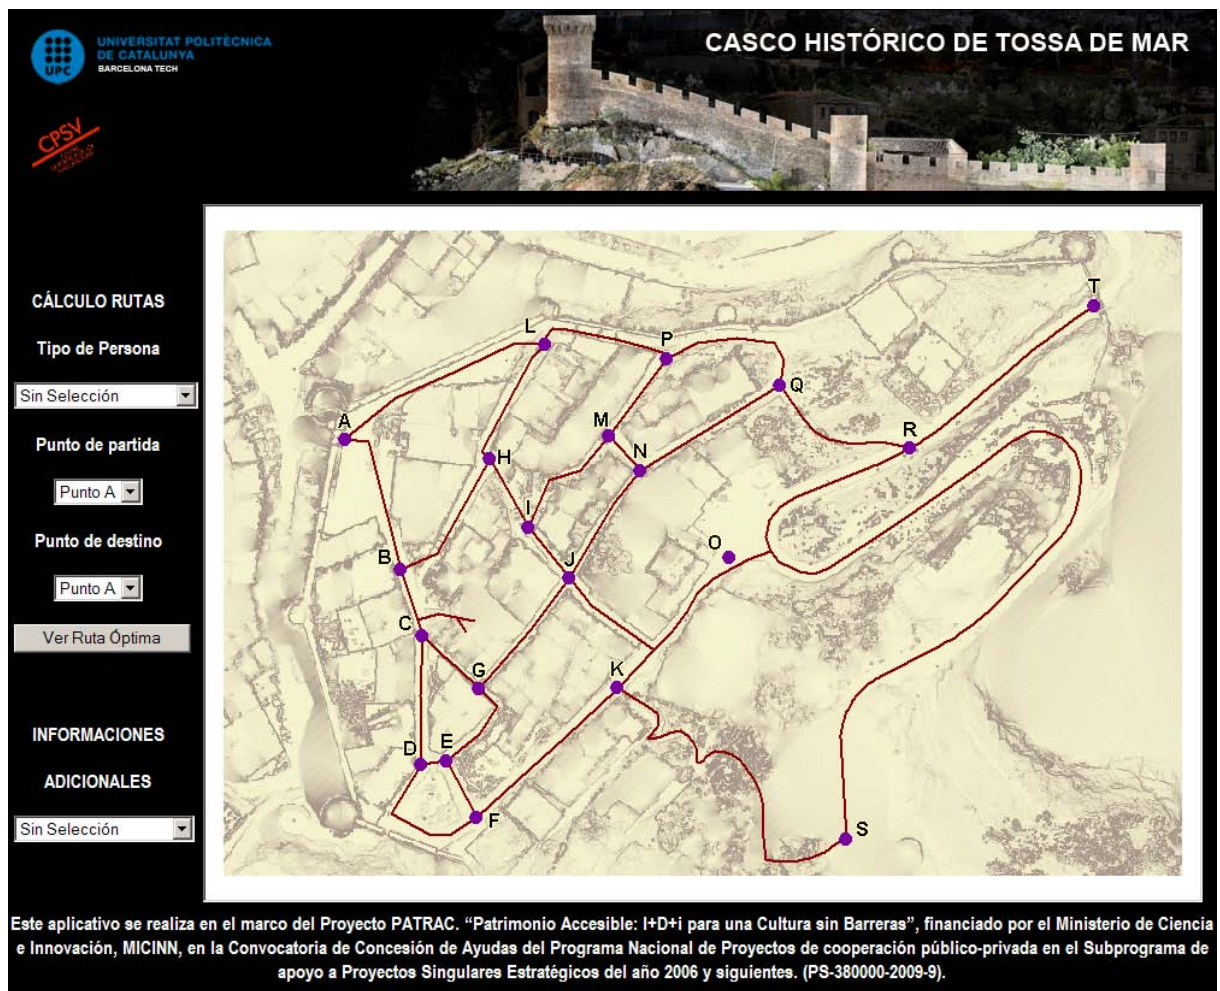 UNIVERSITAT POLITÈCNICA
DE CATALUNYA
BARCELONA TECH
UPC
CPSV
CASCO HISTÓRICO DE TOSSA DE MAR
CÁLCULO RUTAS
Tipo de Persona
Sin Selección
Punto de partida
Punto A
Punto de destino
Punto A
Ver Ruta Óptima
INFORMACIONES
ADICIONALES
Sin Selección
T
L
P
Q
A
M
R
H
N
I
B
J
O
C
G
K
D
E
F
S
Este aplicativo se realiza en el marco del Proyecto PATRAC. “Patrimonio Accesible: I+D+i para una Cultura sin Barreras”, financiado por el Ministerio de Ciencia
e Innovación, MICINN, en la Convocatoria de Concesión de Ayudas del Programa Nacional de Proyectos de cooperación público-privada en el Subprograma de
apoyo a Proyectos Singulares Estratégicos del año 2006 y siguientes. (PS-380000-2009-9).